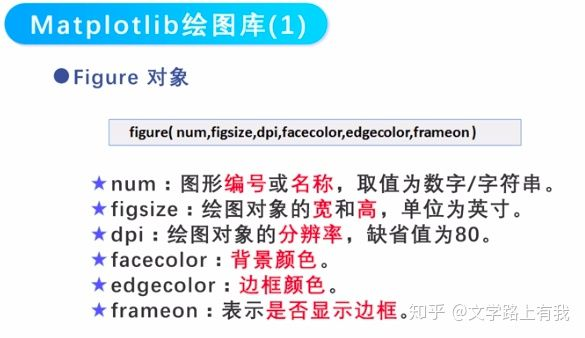 Matplotlib绘图库(1)
●Figure 对象
figure( num,figsize,dpi,facecolor,edgecolor,frameon)
★num：图形编号或名称，取值为数字/字符串。
★figsize：绘图对象的宽和高，单位为英寸。
★dpi：绘图对象的分辨率，缺省值为80。
★facecolor：背景颜色。
★edgecolor：边框颜色。
★frameon：表示是否显示边框。
知乎 @文学路上有我